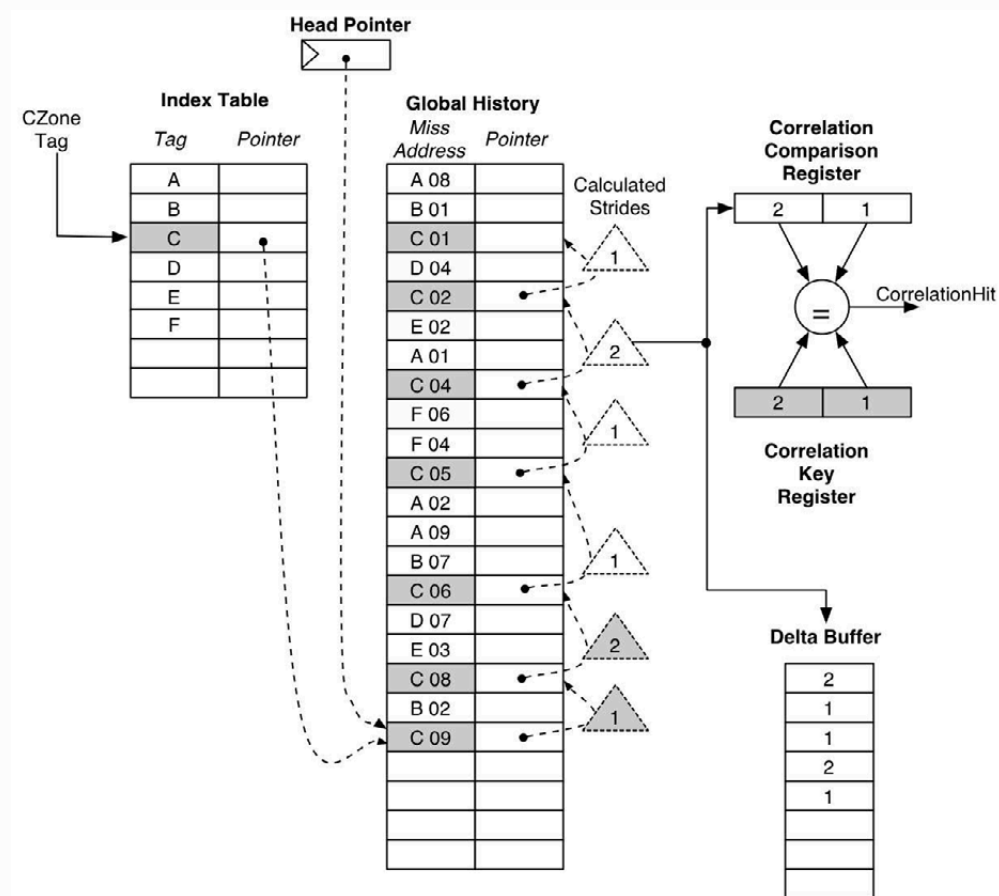 Head Pointer
Index Table
CZone
Tag
Tag Pointer
A
B
C
D
E
F
Global History
Miss
Address
Pointer
A 08
B 01
C 01
D 04
C 02
E 02
A 01
C 04
F 06
F 04
C 05
A 02
A 09
B 07
C 06
D 07
E 03
C 08
B 02
C 09
Calculated
Strides
1
2
1
1
2
1
Correlation
Comparison
Register
2 1
=
CorrelationHit
2 1
Correlation
Key
Register
Delta Buffer
2
1
1
2
1